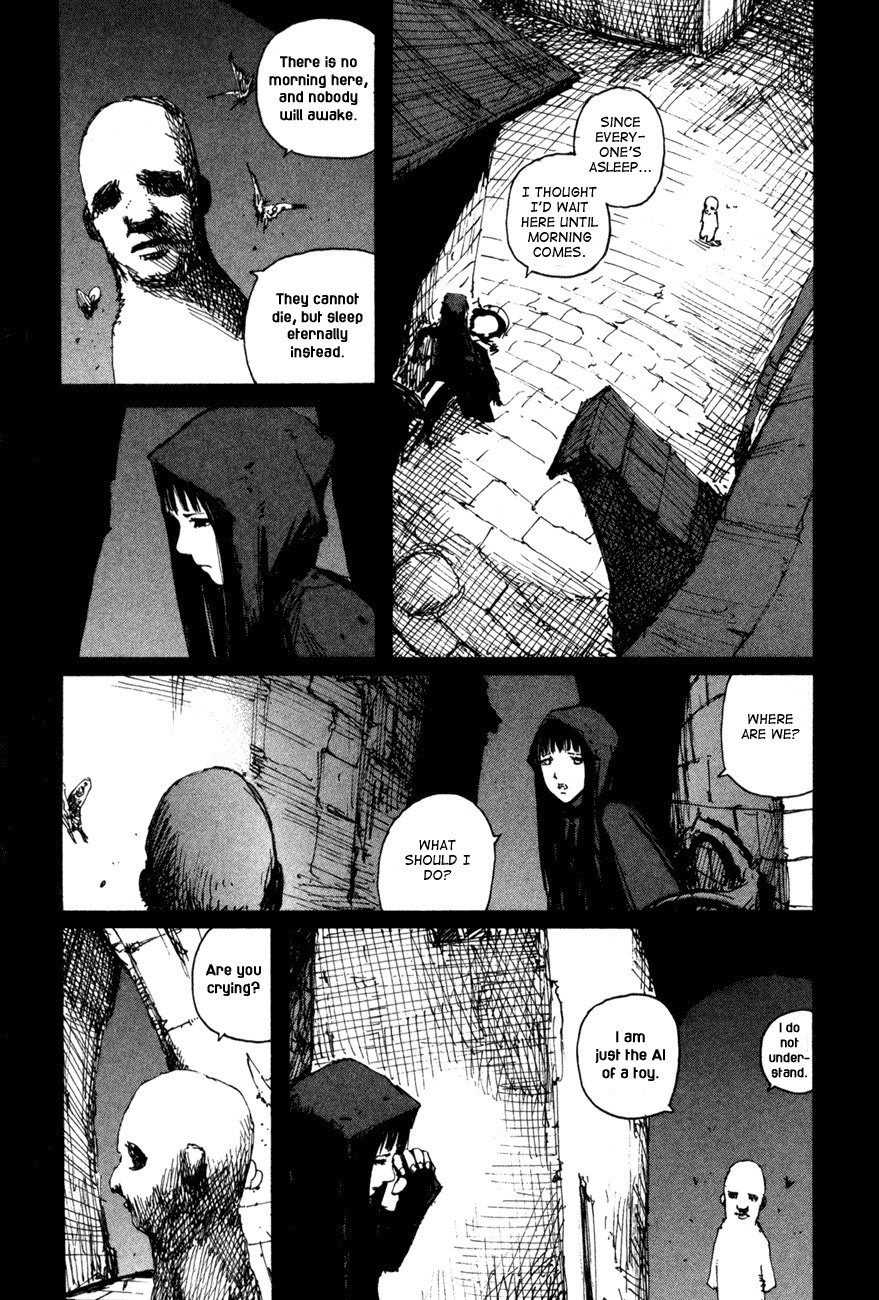 SINCE
EVERY-
ONE'S
ASLEEP...
I THOUGHT
I'D WAIT
HERE UNTIL
MORNING
COMES.
There is no
morning here,
and nobody
will awake.
They cannot
die, but sleep
eternally
instead.
WHERE
ARE WE?
WHAT
SHOULD I
DO?
I do
not
under-
stand.
I am
just the AI
of a toy.
Are you
crying?